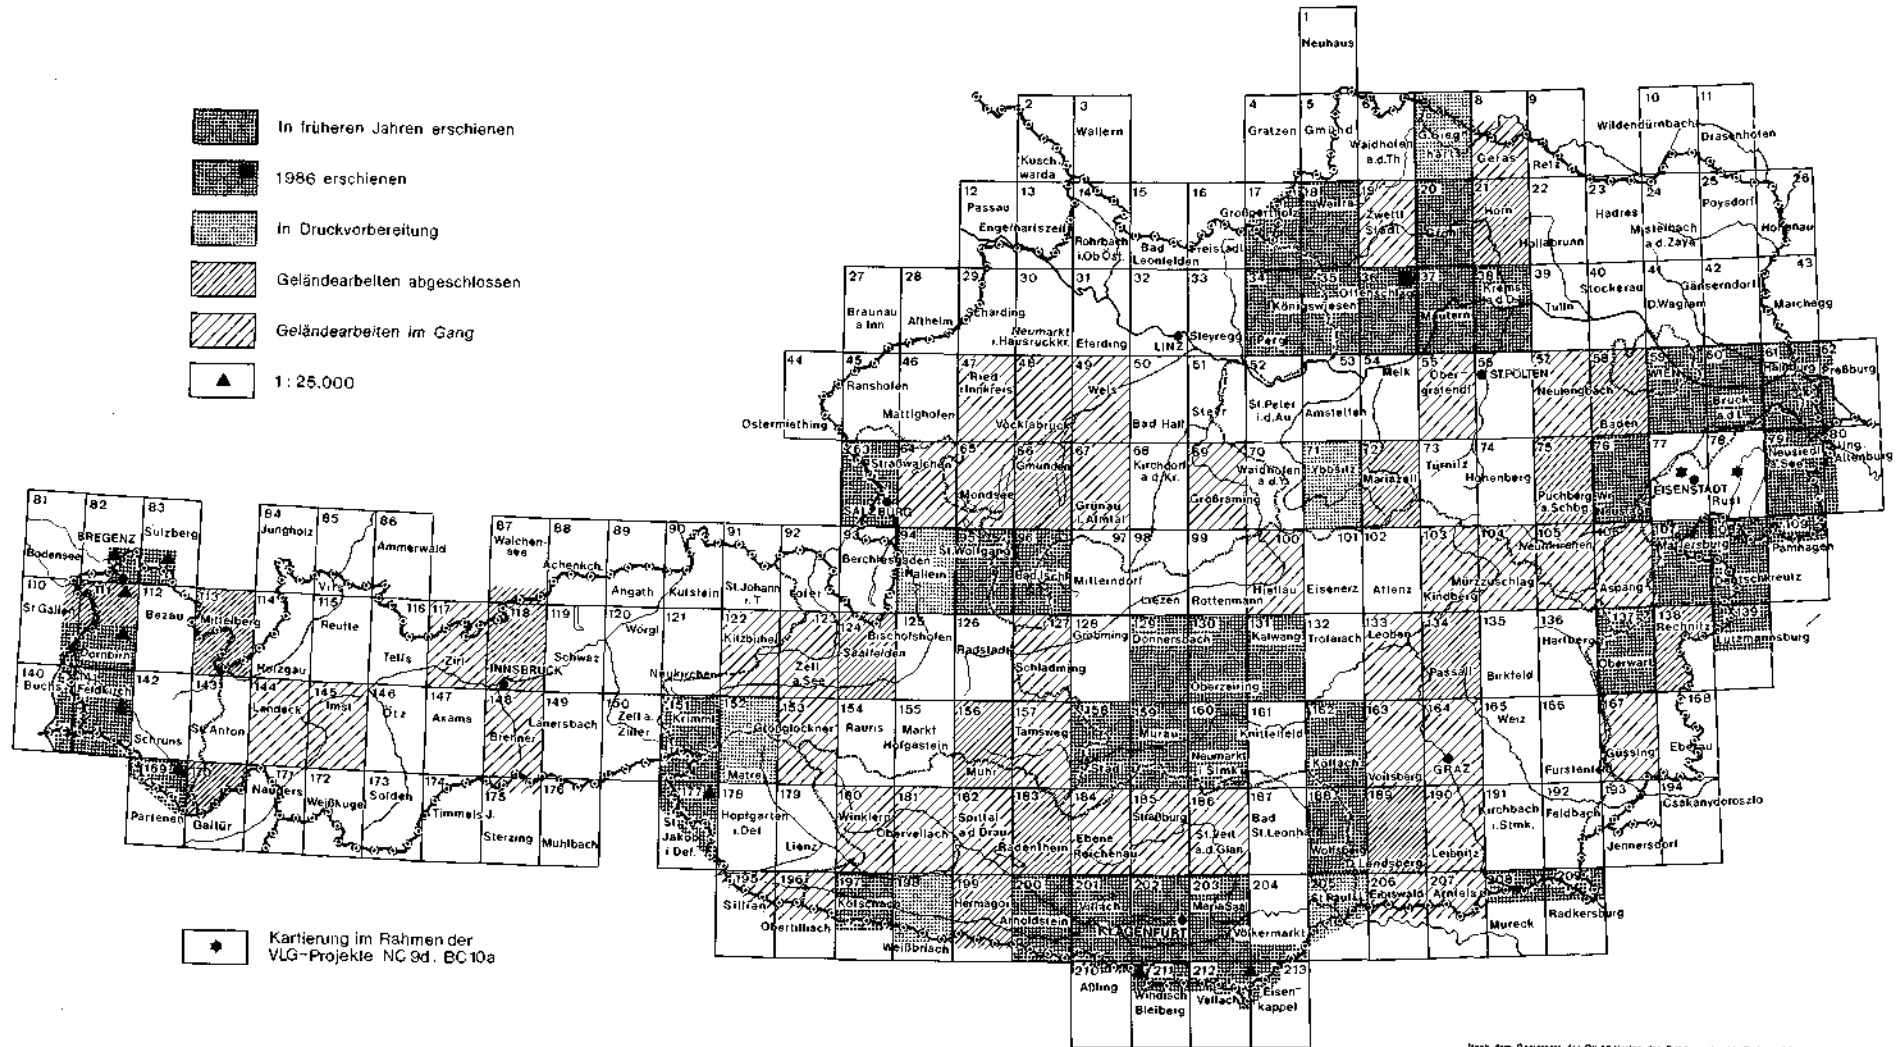 In früheren Jahren erschienen
1986 erschienen
In Druckvorbereitung
Geländearbeiten abgeschlossen
Geländearbeiten im Gang
1 : 25.000
1
Neuhaus
2
Kusch-
warda
3
Wallern
4
Gratzen
5
Gmünd
6
Waidhofen
a.d.Th
8
Geras
9
Retz
10
Wildendürnbach
11
Drasenhofen
12
Passau
13
Engelhartszell
14
Rohrbach
i.Ob.Öst.
15
Bad
Leonfelden
16
Freistadt
17
Großpertholz
18
Weitra
19
Zwettl
Stadt
20
21
Horn
22
Hollabrunn
23
Hadres
24
Mistelbach
a.d.Zaya
25
Poysdorf
26
Hohenau
27
Braunau
a Inn
28
Altheim
29
Schärding
30
Neumarkt
i.Hausruckkr.
31
Eferding
32
LINZ
33
Steyregg
34
Perg
35
Königswiesen
36
Ottenschlag
37
Mautern
38
Krems
a.d.D.
39
Tulln
40
Stockerau
41
D.Wagram
42
Gänserndorf
43
Marchegg
44
Ostermiething
45
Ranshofen
46
Mattighofen
47
Ried
i.Innkreis
48
Vöcklabruck
49
Wels
50
Bad Hall
51
Steyr
52
St.Peter
i.d.Au
53
Amstetten
54
Melk
55
Ober-
grafendf
56
ST.PÖLTEN
57
Neulengbach
58
Baden
59
WIEN
60
Bruck
a.d.L.
61
Hainburg
62
Preßburg
63
SALZBURG
64
Straßwalchen
65
Mondsee
66
Gmunden
67
Grünau
i.Almtal
68
Kirchdorf
a.d.Kr.
69
Großraming
70
Waidhofen
a.d.Y.
71
Ybbsitz
72
Mariazell
73
Türnitz
74
Hohenberg
75
Puchberg
a.Schbg.
76
Wr.
Neust.
77
EISENSTADT
78
Rust
79
Neusiedl
a.See
80
Ung.
Altenburg
81
Bodensee
82
BREGENZ
83
Sulzberg
84
Jungholz
85
Vils
86
Ammerwald
87
Walchen-
see
88
Achenkch.
89
Angath
90
Kufstein
91
St.Johann
i.T.
92
Lofer
93
Berchtesgaden
94
Hallein
95
St.Wolfgang
96
Bad Ischl
97
Mitterndorf
98
Liezen
99
Rottenmann
100
Hieflau
101
Eisenerz
102
Aflenz
103
Kindberg
104
Mürzzuschlag
105
Neunkirchen
106
Aspang
107
Mattersburg
108
Deutschkreutz
109
Pamhagen
110
St.Gallen
111
Dornbirn
112
Bezau
113
Mittelberg
114
Holzgau
115
Reutte
116
Telfs
117
Zirl
118
INNSBRUCK
119
Schwaz
120
Wörgl
121
Neukirchen
122
Kitzbühel
123
Zell
a.See
124
Saalfelden
125
Bischofshofen
126
Radstadt
127
Schladming
128
Gröbming
129
Donnersbach
130
Oberzeiring
131
Kalwang
132
Trofaiach
133
Leoben
134
Passail
135
Birkfeld
136
Hartberg
137
Oberwart
138
Rechnitz
139
Lutzmannsburg
140
Buchs
Feldkirch
142
Schruns
143
St.Anton
144
Landeck
145
Imst
146
Ötz
147
Axams
148
Brenner
149
Lanersbach
150
Zell a.
Ziller
151
Krimml
152
Matrei
153
Großglockner
154
Rauris
155
Markt
Hofgastein
156
Muhr
157
Tamsweg
158
Stadl
159
Murau
160
Neumarkt
i.Stmk.
161
Knittelfeld
162
Köflach
163
Voitsberg
164
GRAZ
165
Weiz
166
Fürstenfeld
167
Güssing
168
Eberau
169
Partenen
170
Galtür
171
Nauders
172
Weißkugel
173
Sölden
174
Timmels J.
175
Sterzing
176
Mühlbach
177
St.
Jakob
i Def.
178
Hopfgarten
i.Def
179
Lienz
180
Winklern
181
Obervellach
182
Spittal
a.d Drau
183
Radenthein
184
Ebene
Reichenau
185
Straßburg
186
St.Veit
a.d.Glan
187
Bad
St.Leonhard
188
Wolfsberg
189
D.Landsberg
190
Leibnitz
191
Kirchbach
i.Stmk.
192
Feldbach
193
Jennersdorf
194
Csákánydoroszló
195
Sillian
196
Obertilliach
197
Kötschach
198
Weißbriach
199
Hermagor
200
Arnoldstein
201
Villach
202
KLAGENFURT
203
Maria Saal
204
Völkermarkt
205
St.Paul
206
Eibiswald
207
Arnfels
208
Mureck
209
Radkersburg
210
Aßling
211
Windisch
Bleiberg
212
Vellach
213
Eisen-
kappel
Kartierung im Rahmen der
VLG-Projekte NC 9d, BC 10a